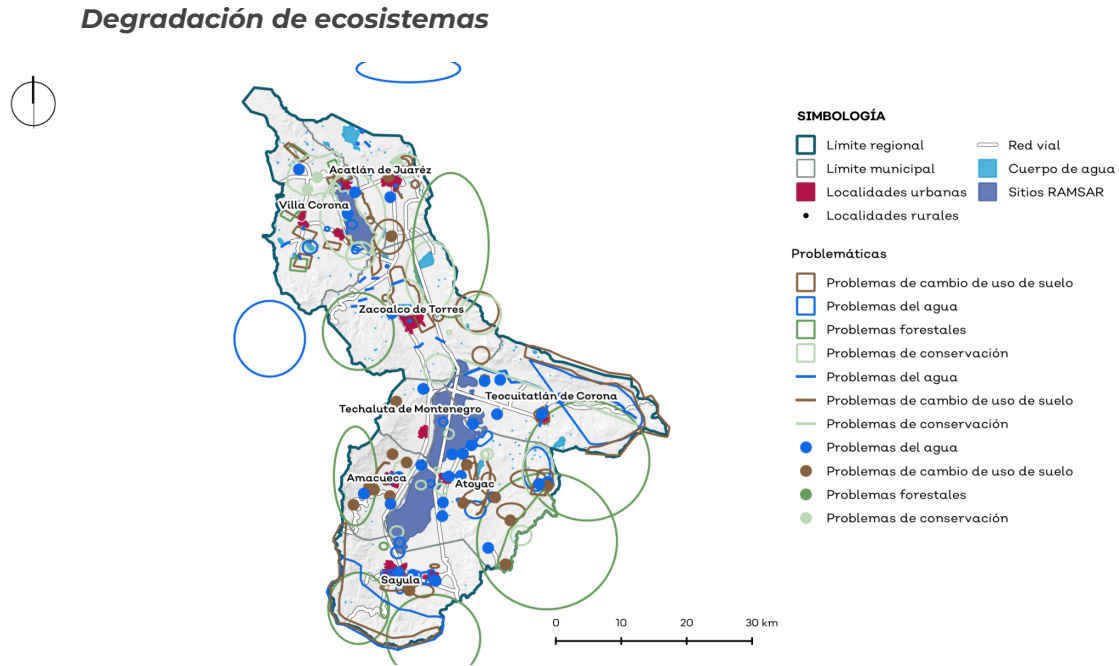 Degradación de ecosistemas
SIMBOLOGÍA
Límite regional
Red vial
Límite municipal
Cuerpo de agua
Localidades urbanas
Sitios RAMSAR
Localidades rurales
Problemáticas
Problemas de cambio de uso de suelo
Problemas del agua
Problemas forestales
Problemas de conservación
Problemas del agua
Problemas de cambio de uso de suelo
Problemas de conservación
Problemas del agua
Problemas de cambio de uso de suelo
Problemas forestales
Problemas de conservación
Acatlán de Juaréz
Villa Corona
Zacoalco de Torres
Teocuitatlán de Corona
Techaluta de Montenegro
Amacueca
Atoyac
Sayula
0 10 20 30 km